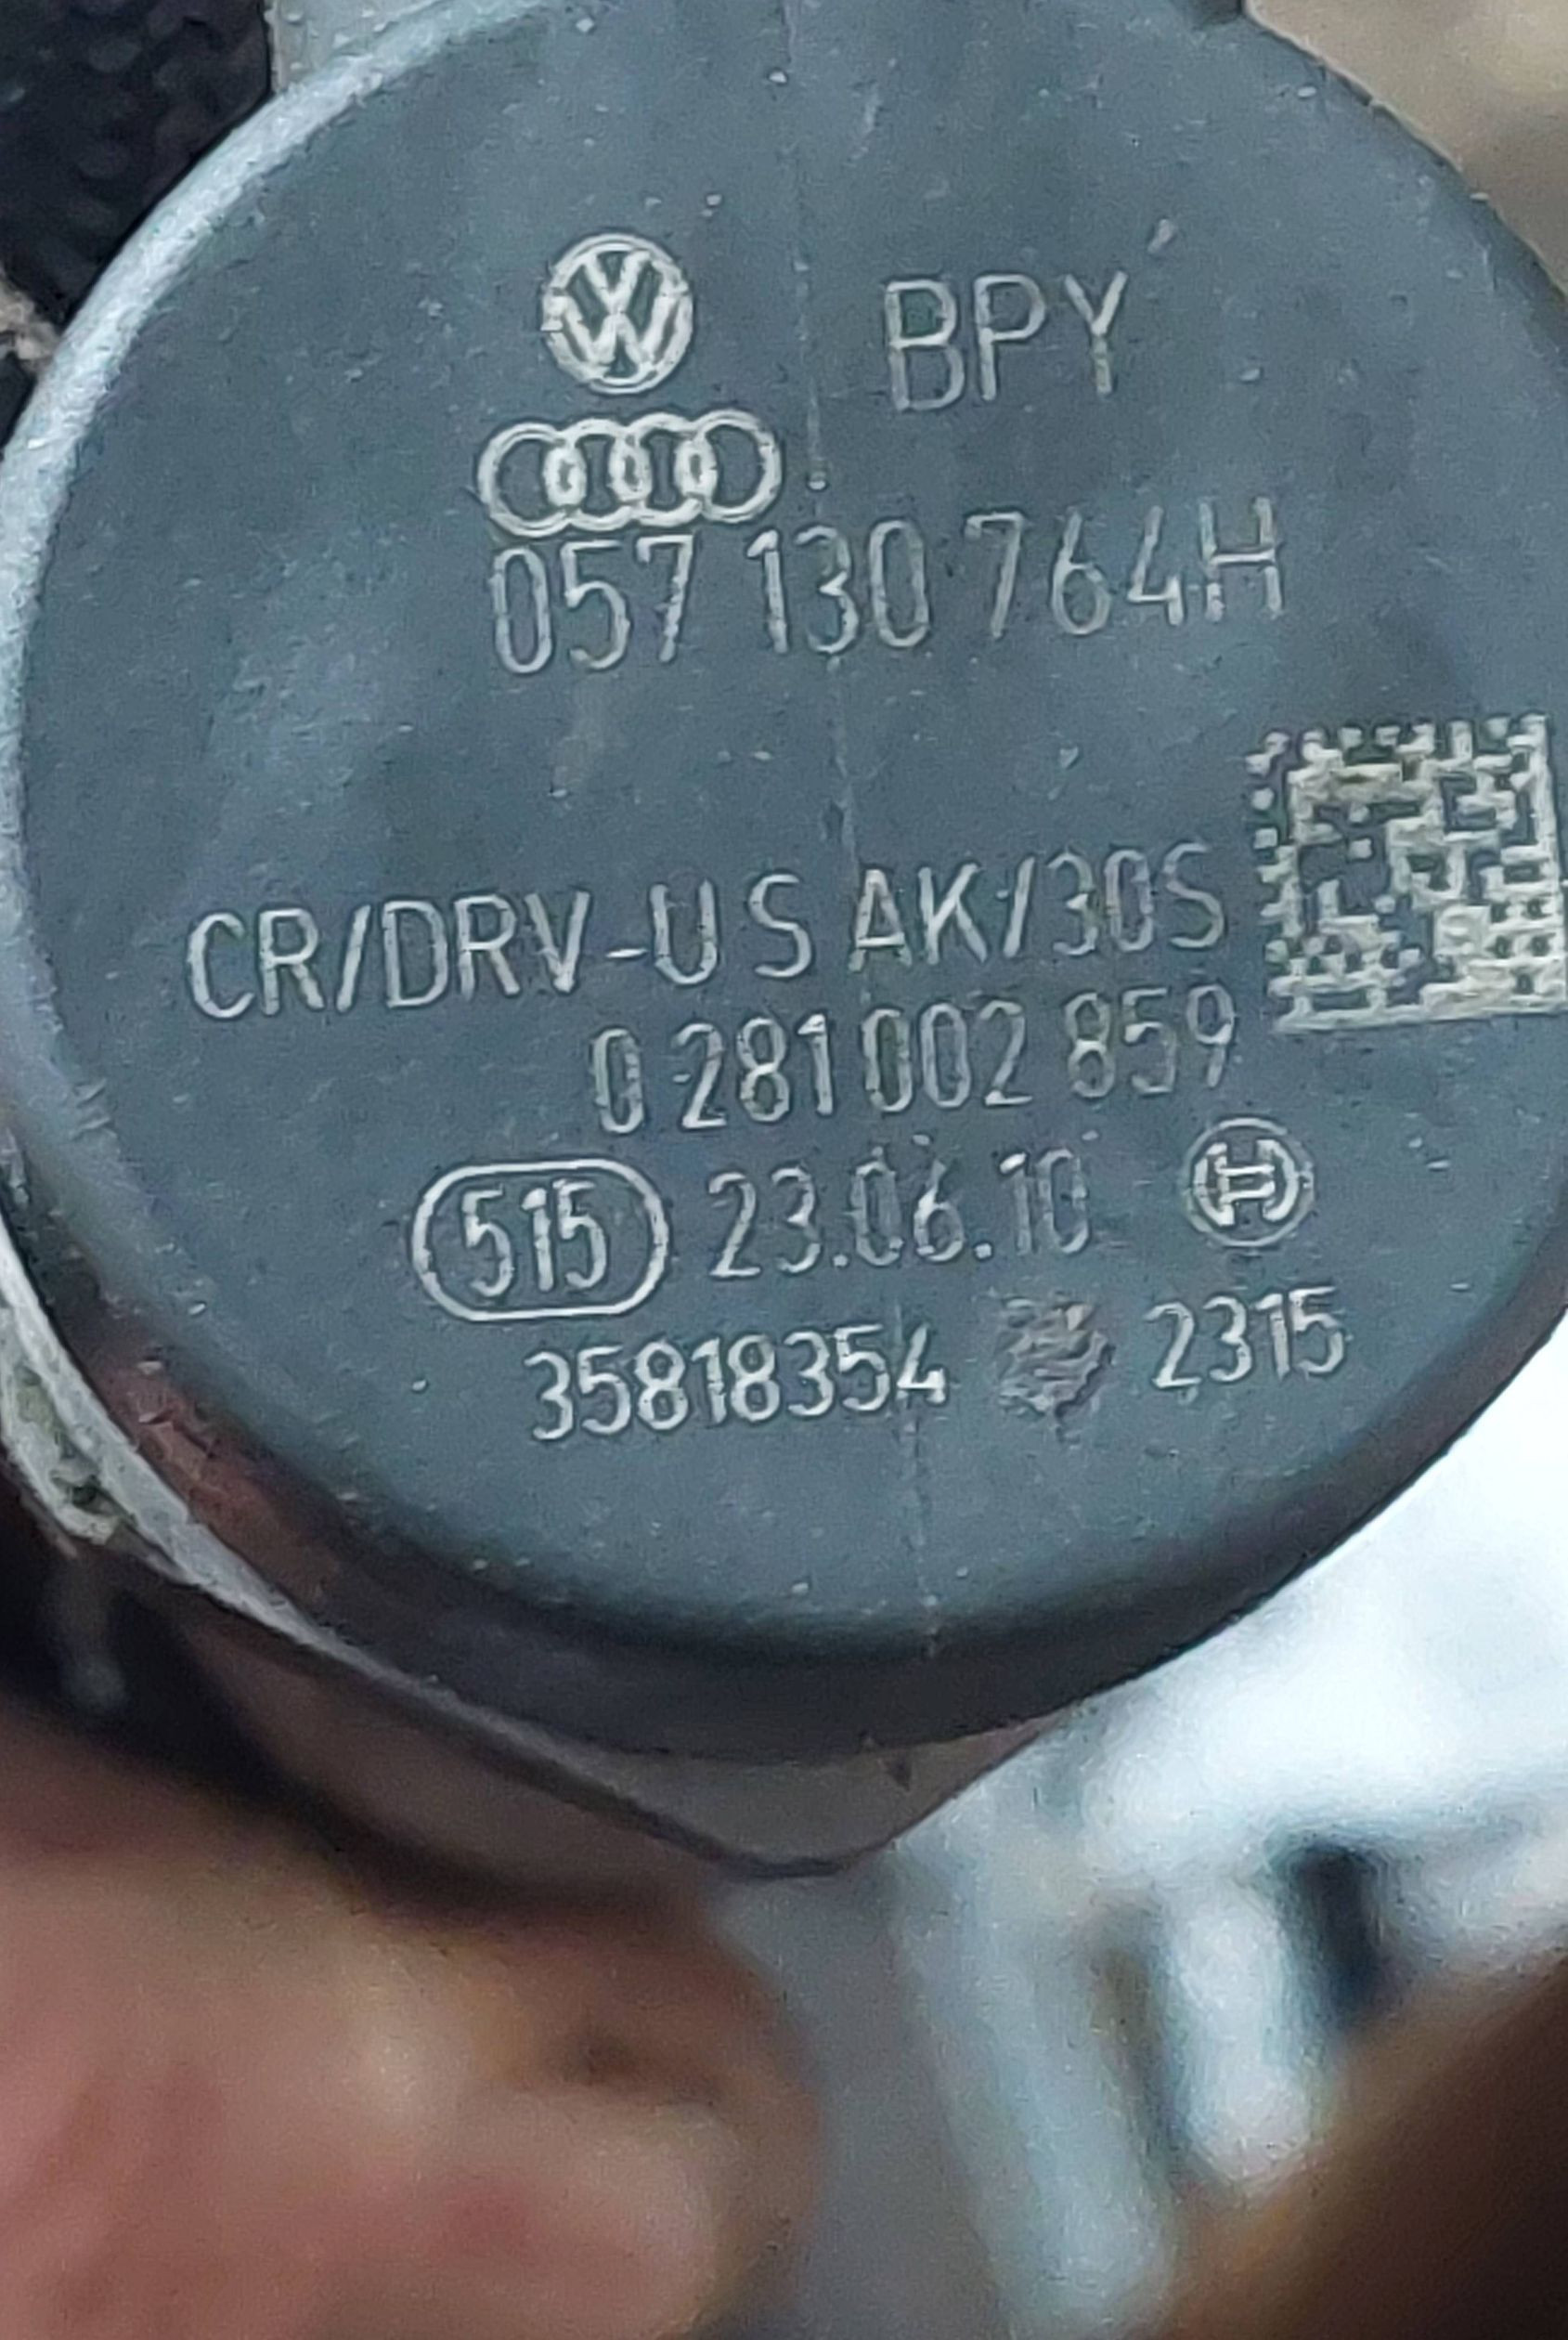 BPY
057 130 764H
CR/DRV-U S AK/30S
0 281 002 859
515 23.06.10
35818354 2315